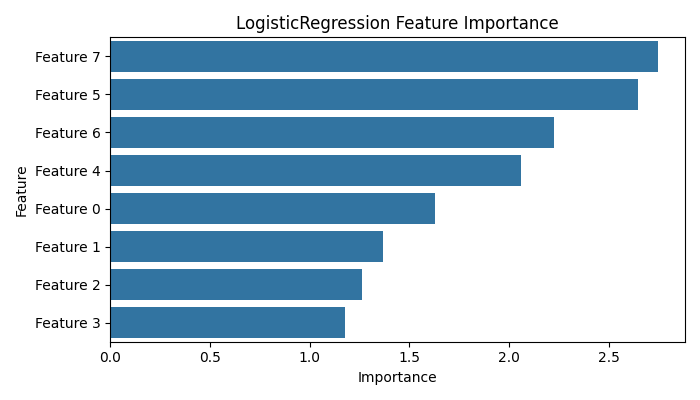 LogisticRegression Feature Importance
Feature 7
Feature 5
Feature 6
Feature 4
Feature 0
Feature 1
Feature 2
Feature 3
Feature
0.0 0.5 1.0 1.5 2.0 2.5
Importance